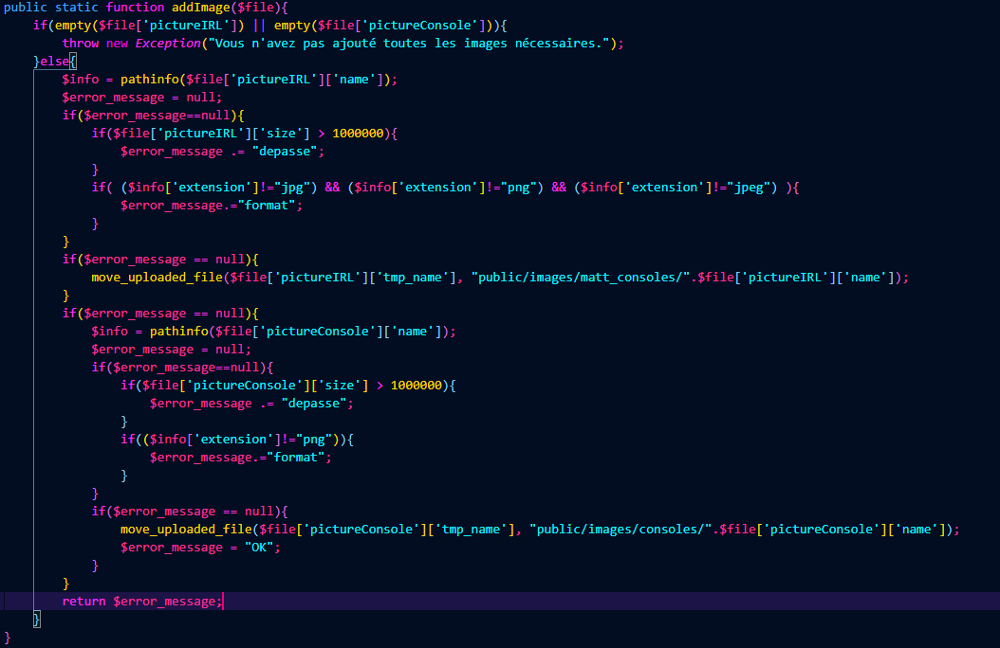 public static function addImage($file){
if(empty($file['pictureIRL']) || empty($file['pictureConsole'])){
throw new Exception("Vous n'avez pas ajouté toutes les images nécessaires.");
}else{
$info = pathinfo($file['pictureIRL']['name']);
$error_message = null;
if($error_message==null){
if($file['pictureIRL']['size'] > 1000000){
$error_message .= "depasse";
}
if( ($info['extension']!="jpg") && ($info['extension']!="png") && ($info['extension']!="jpeg") ){
$error_message.="format";
}
}
if($error_message == null){
move_uploaded_file($file['pictureIRL']['tmp_name'], "public/images/matt_consoles/".$file['pictureIRL']['name']);
}
if($error_message == null){
$info = pathinfo($file['pictureConsole']['name']);
$error_message = null;
if($error_message==null){
if($file['pictureConsole']['size'] > 1000000){
$error_message .= "depasse";
}
if(($info['extension']!="png")){
$error_message.="format";
}
}
if($error_message == null){
move_uploaded_file($file['pictureConsole']['tmp_name'], "public/images/consoles/".$file['pictureConsole']['name']);
$error_message = "OK";
}
}
return $error_message;
}
}